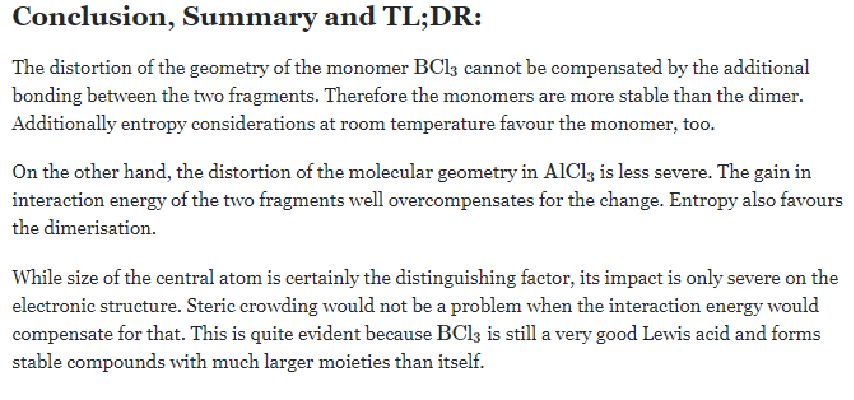 Conclusion, Summary and TL;DR:
The distortion of the geometry of the monomer BCl₃ cannot be compensated by the additional
bonding between the two fragments. Therefore the monomers are more stable than the dimer.
Additionally entropy considerations at room temperature favour the monomer, too.
On the other hand, the distortion of the molecular geometry in AlCl₃ is less severe. The gain in
interaction energy of the two fragments well overcompensates for the change. Entropy also favours
the dimerisation.
While size of the central atom is certainly the distinguishing factor, its impact is only severe on the
electronic structure. Steric crowding would not be a problem when the interaction energy would
compensate for that. This is quite evident because BCl₃ is still a very good Lewis acid and forms
stable compounds with much larger moieties than itself.